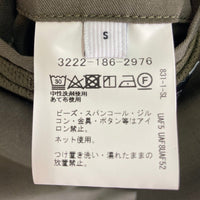 S
3222-186-2976
中性洗剤使用
あて布使用
ビーズ・スパンコール・ジルコン・金属・ボタン等はアイロン禁止。
ネット使用。
つけ置き洗い・濡れたままの放置禁止。
831-1-SL